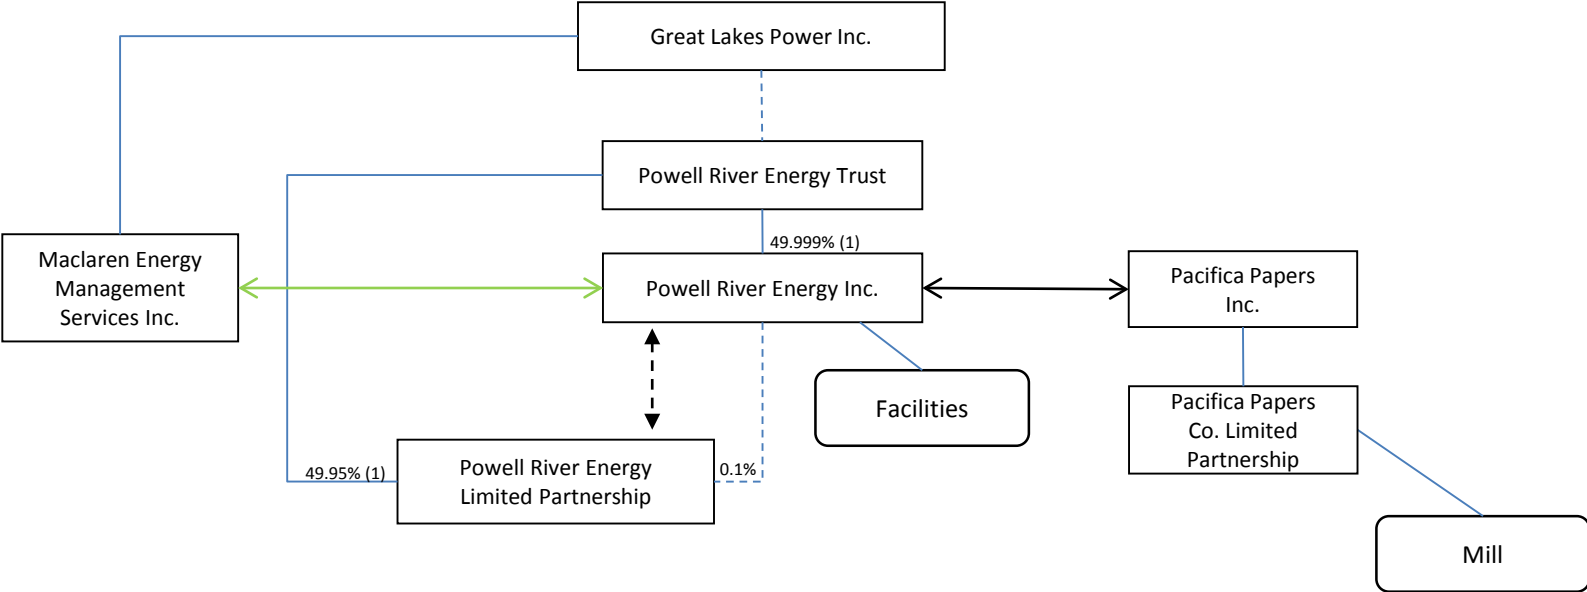 Great Lakes Power Inc.
Powell River Energy Trust
49.999% (1)
Maclaren Energy
Management
Services Inc.
Powell River Energy Inc.
Pacifica Papers
Inc.
Facilities
Pacifica Papers
Co. Limited
Partnership
49.95% (1)
Powell River Energy
Limited Partnership
0.1%
Mill